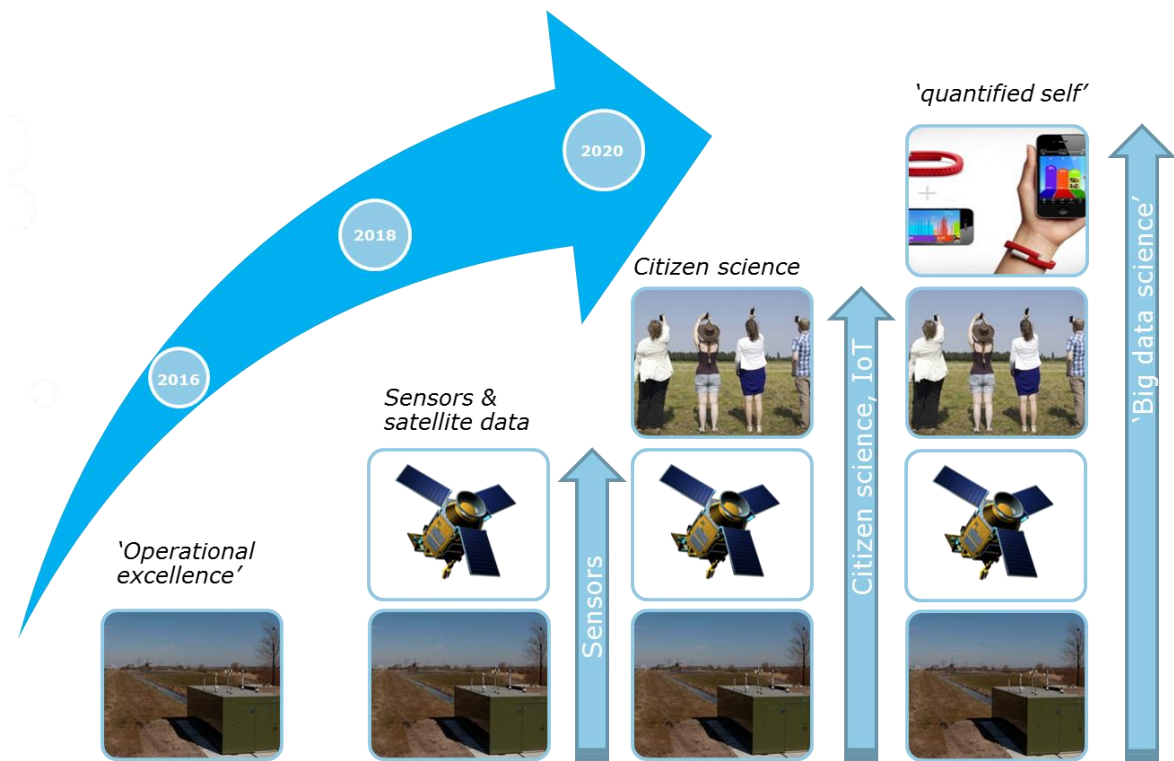 2016
2018
2020
‘Operational
excellence’
Sensors &
satellite data
Sensors
Citizen science
Citizen science, IoT
‘quantified self’
+
‘Big data science’